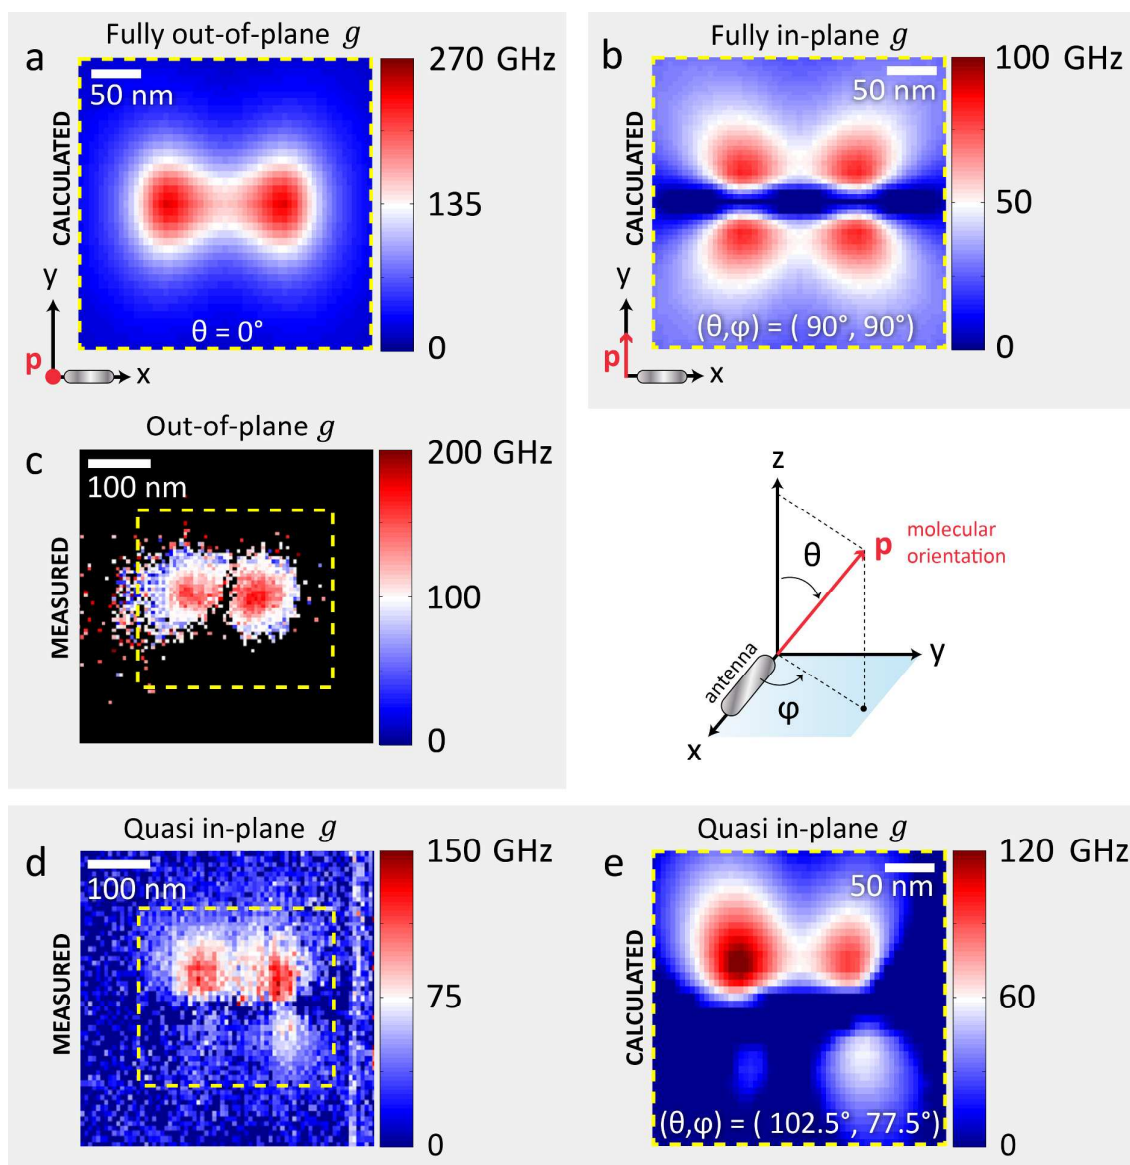 Fully out-of-plane g
a
270 GHz
50 nm
CALCULATED
135
θ = 0°
0
y
p
x
Fully in-plane g
b
100 GHz
50 nm
CALCULATED
50
(θ,φ) = ( 90°, 90°)
0
y
p
x
Out-of-plane g
c
200 GHz
100 nm
MEASURED
100
0
z
p
molecular
orientation
θ
y
antenna
φ
x
Quasi in-plane g
d
150 GHz
100 nm
MEASURED
75
0
Quasi in-plane g
e
120 GHz
50 nm
CALCULATED
60
(θ,φ) = ( 102.5°, 77.5°)
0